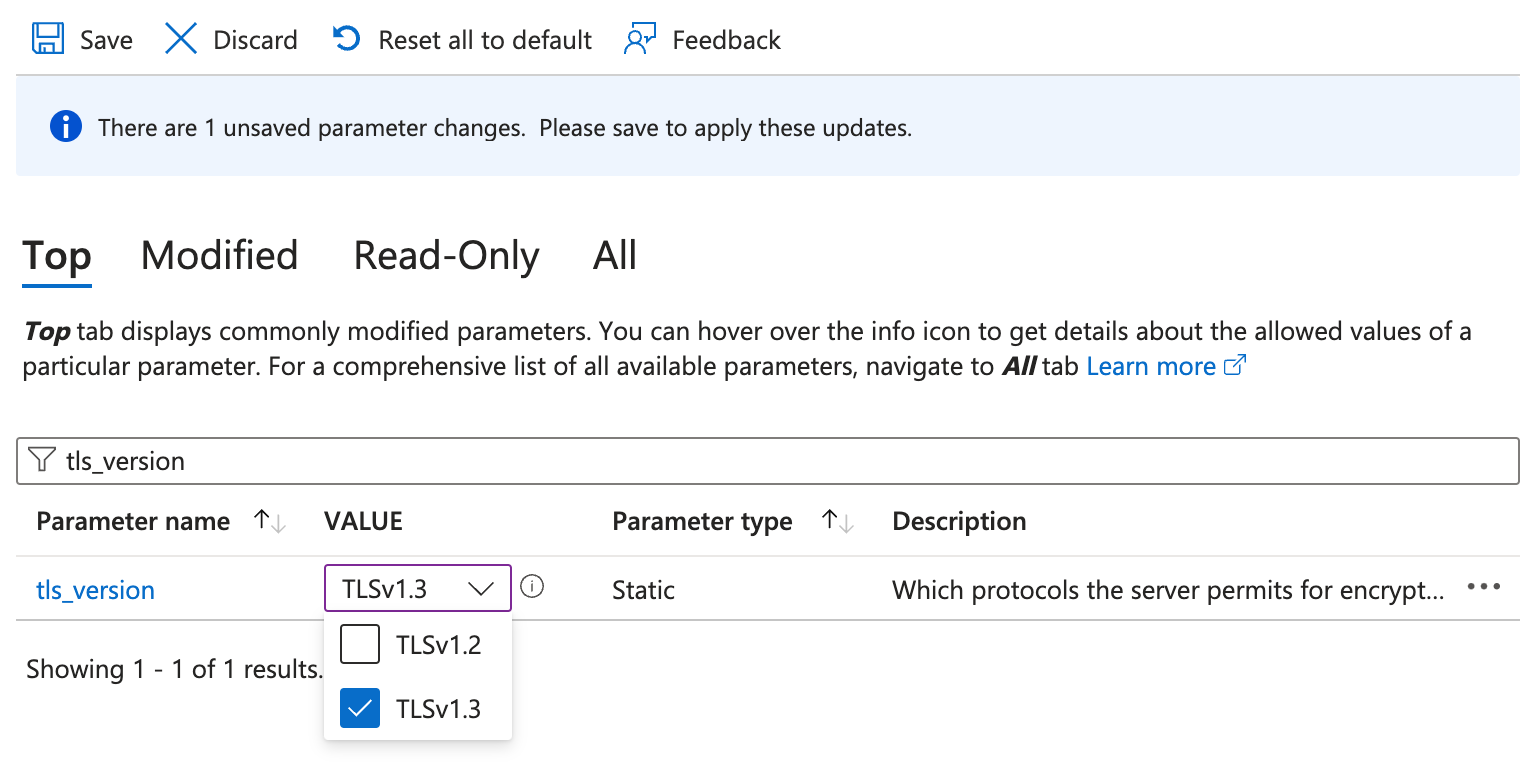 Save Discard Reset all to default Feedback
There are 1 unsaved parameter changes. Please save to apply these updates.
Top Modified Read-Only All
Top tab displays commonly modified parameters. You can hover over the info icon to get details about the allowed values of a
particular parameter. For a comprehensive list of all available parameters, navigate to All tab Learn more
tls_version
Parameter name VALUE Parameter type Description
tls_version TLSv1.3 Static Which protocols the server permits for encrypt...
TLSv1.2
Showing 1 - 1 of 1 results.
TLSv1.3